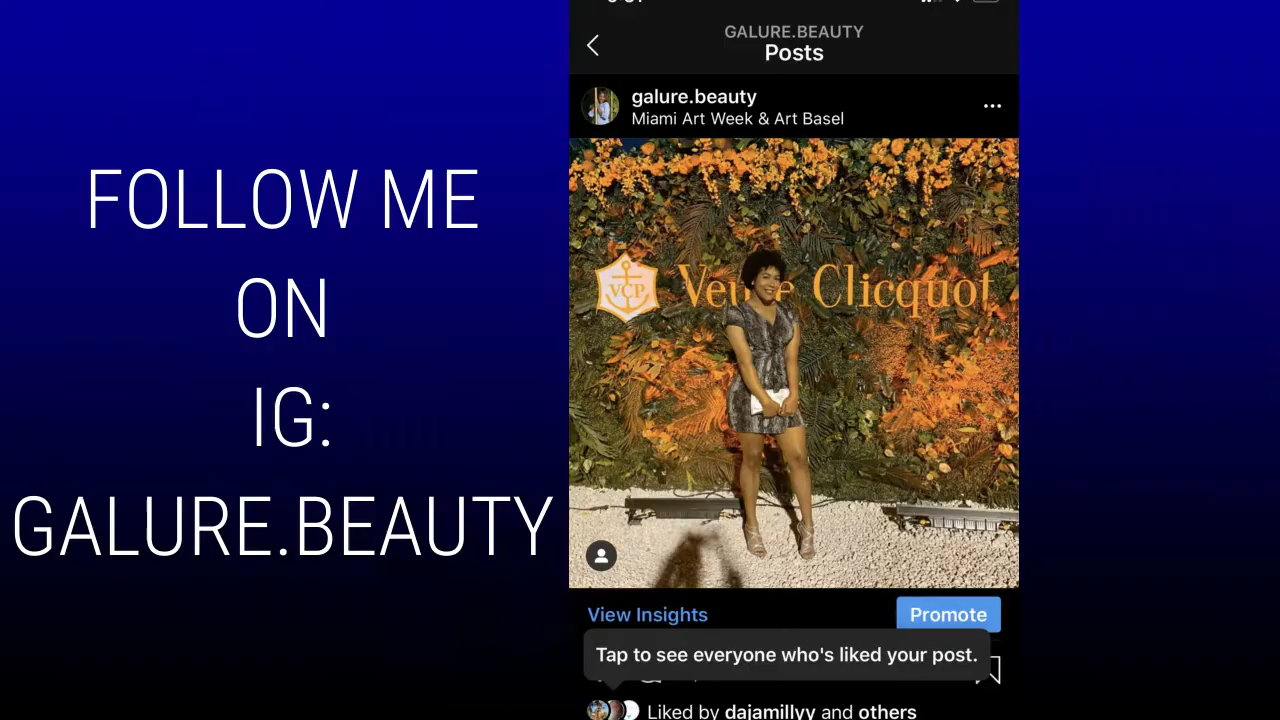 FOLLOW ME
ON
IG:
GALURE.BEAUTY
GALURE.BEAUTY
Posts
galure.beauty
Miami Art Week & Art Basel
VCP
Veuve Clicquot
View Insights
Promote
Tap to see everyone who's liked your post.
Liked by dajamillyy and others